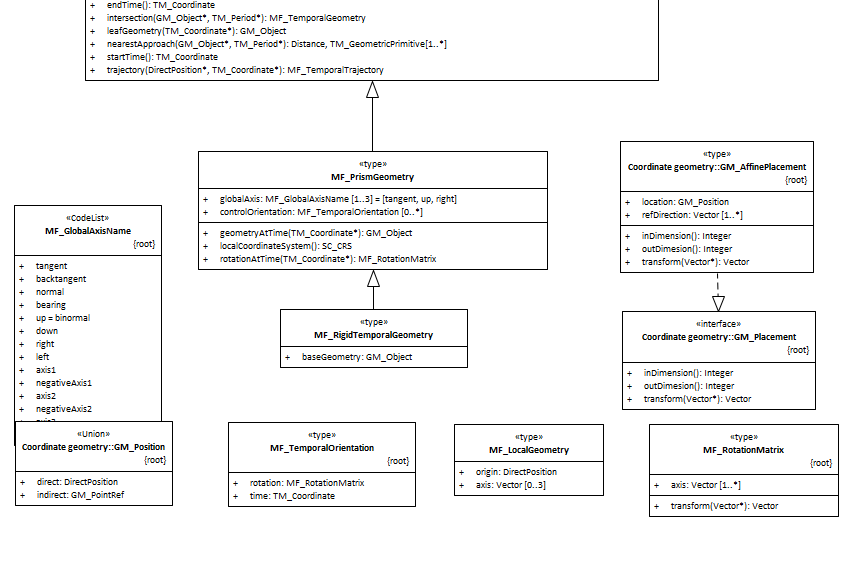 + endTime(): TM_Coordinate
+ intersection(GM_Object*, TM_Period*): MF_TemporalGeometry
+ leafGeometry(TM_Coordinate*): GM_Object
+ nearestApproach(GM_Object*, TM_Period*): Distance, TM_GeometricPrimitive[1..*]
+ startTime(): TM_Coordinate
+ trajectory(DirectPosition*, TM_Coordinate*): MF_TemporalTrajectory
«type»
MF_PrismGeometry
+ globalAxis: MF_GlobalAxisName [1..3] = [tangent, up, right]
+ controlOrientation: MF_TemporalOrientation [0..*]
+ geometryAtTime(TM_Coordinate*): GM_Object
+ localCoordinateSystem(): SC_CRS
+ rotationAtTime(TM_Coordinate*): MF_RotationMatrix
«type»
Coordinate geometry::GM_AffinePlacement
{root}
+ location: GM_Position
+ refDirection: Vector [1..*]
+ inDimension(): Integer
+ outDimesion(): Integer
+ transform(Vector*): Vector
«CodeList»
MF_GlobalAxisName
{root}
+ tangent
+ backtangent
+ normal
+ bearing
+ up = binormal
+ down
+ right
+ left
+ axis1
+ negativeAxis1
+ axis2
+ negativeAxis2
«type»
MF_RigidTemporalGeometry
+ baseGeometry: GM_Object
«interface»
Coordinate geometry::GM_Placement
{root}
+ inDimension(): Integer
+ outDimesion(): Integer
+ transform(Vector*): Vector
«Union»
Coordinate geometry::GM_Position
{root}
+ direct: DirectPosition
+ indirect: GM_PointRef
«type»
MF_TemporalOrientation
{root}
+ rotation: MF_RotationMatrix
+ time: TM_Coordinate
«type»
MF_LocalGeometry
+ origin: DirectPosition
+ axis: Vector [0..3]
«type»
MF_RotationMatrix
{root}
+ axis: Vector [1..*]
+ transform(Vector*): Vector